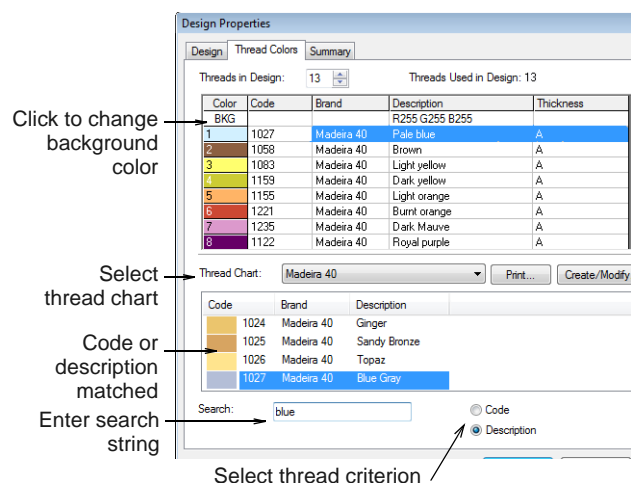 Design Properties
Design Thread Colors Summary
Threads in Design: 13 Threads Used in Design: 13
Color Code Brand Description Thickness
BKG R255 G255 B255
1 1027 Madeira 40 Pale blue A
2 1058 Madeira 40 Brown A
3 1083 Madeira 40 Light yellow A
4 1159 Madeira 40 Dark yellow A
5 1155 Madeira 40 Light orange A
6 1221 Madeira 40 Burnt orange A
7 1235 Madeira 40 Dark Mauve A
8 1122 Madeira 40 Royal purple A
Click to change
background
color
Select
thread chart
Thread Chart: Madeira 40 Print... Create/Modify
Code Brand Description
1024 Madeira 40 Ginger
1025 Madeira 40 Sandy Bronze
1026 Madeira 40 Topaz
1027 Madeira 40 Blue Gray
Code or
description
matched
Enter search
string
Search: blue Code
Description
Select thread criterion